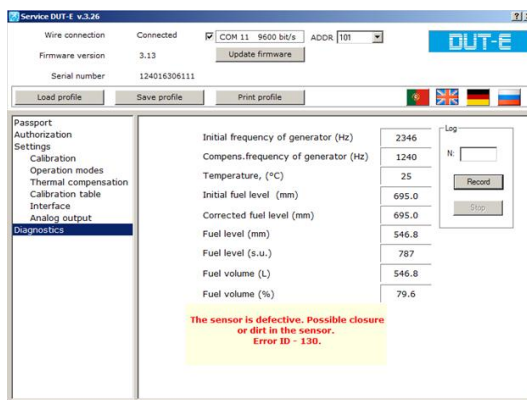 Service DUT-E v.3.26
Wire connection Connected COM 11 9600 bit/s ADDR. 101
DUT-E
Firmware version 3.13 Update firmware
Serial number 124016306111
Load profile Save profile Print profile
Passport
Authorization
Settings
Calibration
Operation modes
Thermal compensation
Calibration table
Interface
Analog output
Diagnostics
Initial frequency of generator (Hz) 2346
Compens.frequency of generator (Hz) 1240
Temperature, (°C) 25
Initial fuel level (mm) 695.0
Corrected fuel level (mm) 695.0
Fuel level (mm) 546.8
Fuel level (s.u.) 787
Fuel volume (L) 546.8
Fuel volume (%) 79.6
The sensor is defective. Possible closure
or dirt in the sensor.
Error ID - 130.
Log
N:
Record
Stop